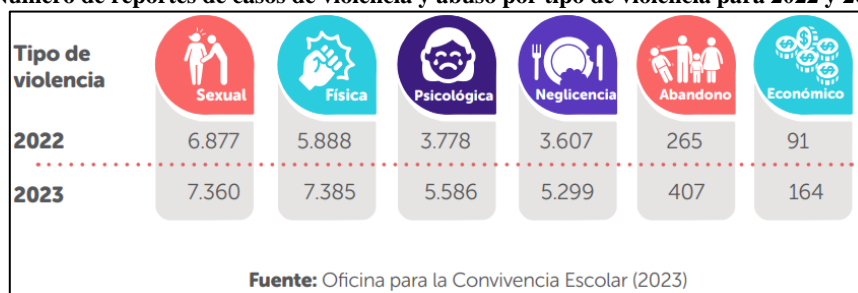 Número de reportes de casos de violencia y abuso por tipo de violencia para 2022 y
Tipo de violencia Sexual Física Psicológica Neglicencia Abandono Económico
2022 6.877 5.888 3.778 3.607 265 91
2023 7.360 7.385 5.586 5.299 407 164
Fuente: Oficina para la Convivencia Escolar (2023)